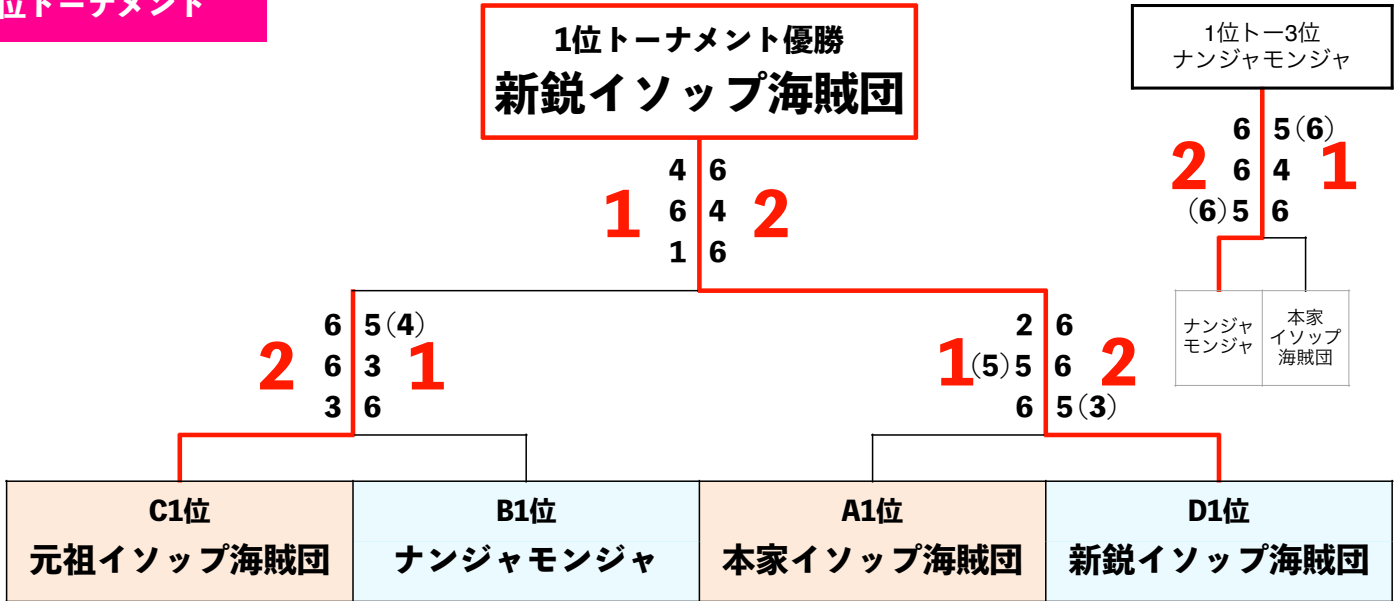 位トーナメント
1位トーナメント優勝
新鋭イソップ海賊団
1位トー3位
ナンジャモンジャ
4 6
6 4
1 6
1 2
6 5(6)
6 4
(6)5 6
2 1
ナンジャ
モンジャ
本家
イソップ
海賊団
6 5(4)
6 3
3 6
2 1
2 6
(5)5 6
6 5(3)
1 2
C1位
元祖イソップ海賊団
B1位
ナンジャモンジャ
A1位
本家イソップ海賊団
D1位
新鋭イソップ海賊団